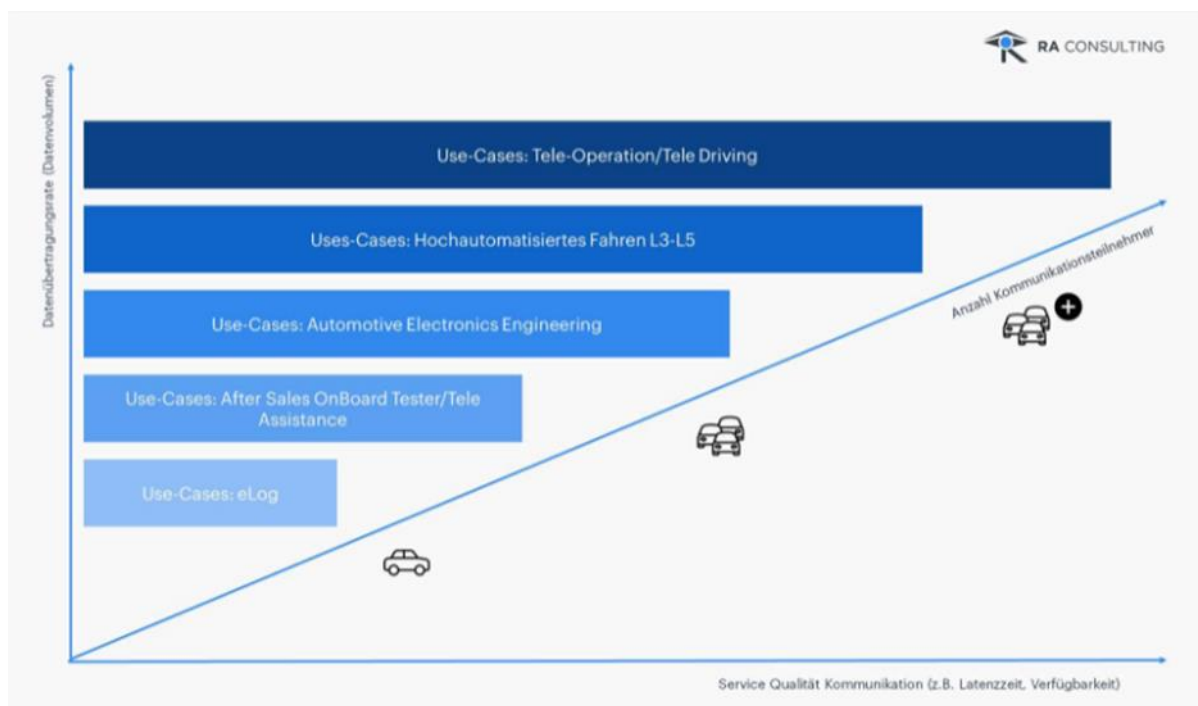 RA CONSULTING
Datenübertragungsrate (Datenvolumen)
Use-Cases: Tele-Operation/Tele Driving
Uses-Cases: Hochautomatisiertes Fahren L3-L5
Anzahl Kommunikationsteilnehmer
Use-Cases: Automotive Electronics Engineering
Use-Cases: After Sales OnBoard Tester/Tele
Assistance
Use-Cases: eLog
Service Qualität Kommunikation (z.B. Latenzzeit, Verfügbarkeit)